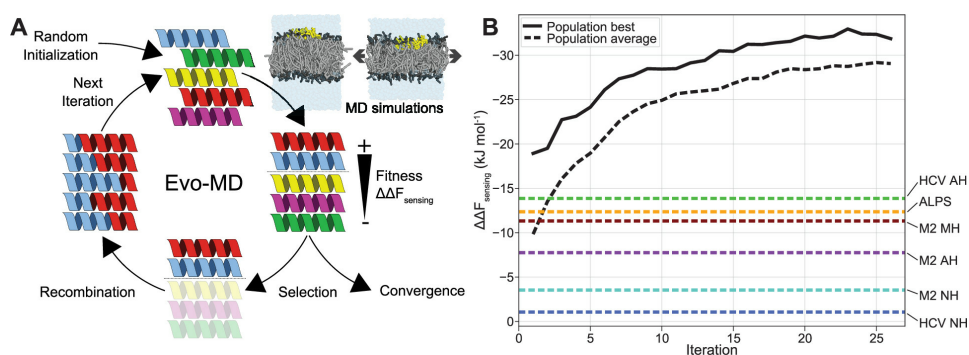 A
Random
Initialization
Next
Iteration
MD simulations
Evo-MD
+
Fitness
ΔΔF_sensing
-
Recombination
Selection
Convergence
B
Population best
Population average
ΔΔF_sensing (kJ mol⁻¹)
-30
-25
-20
-15
-10
-5
0
0
5
10
15
20
25
Iteration
HCV AH
ALPS
M2 MH
M2 AH
M2 NH
HCV NH